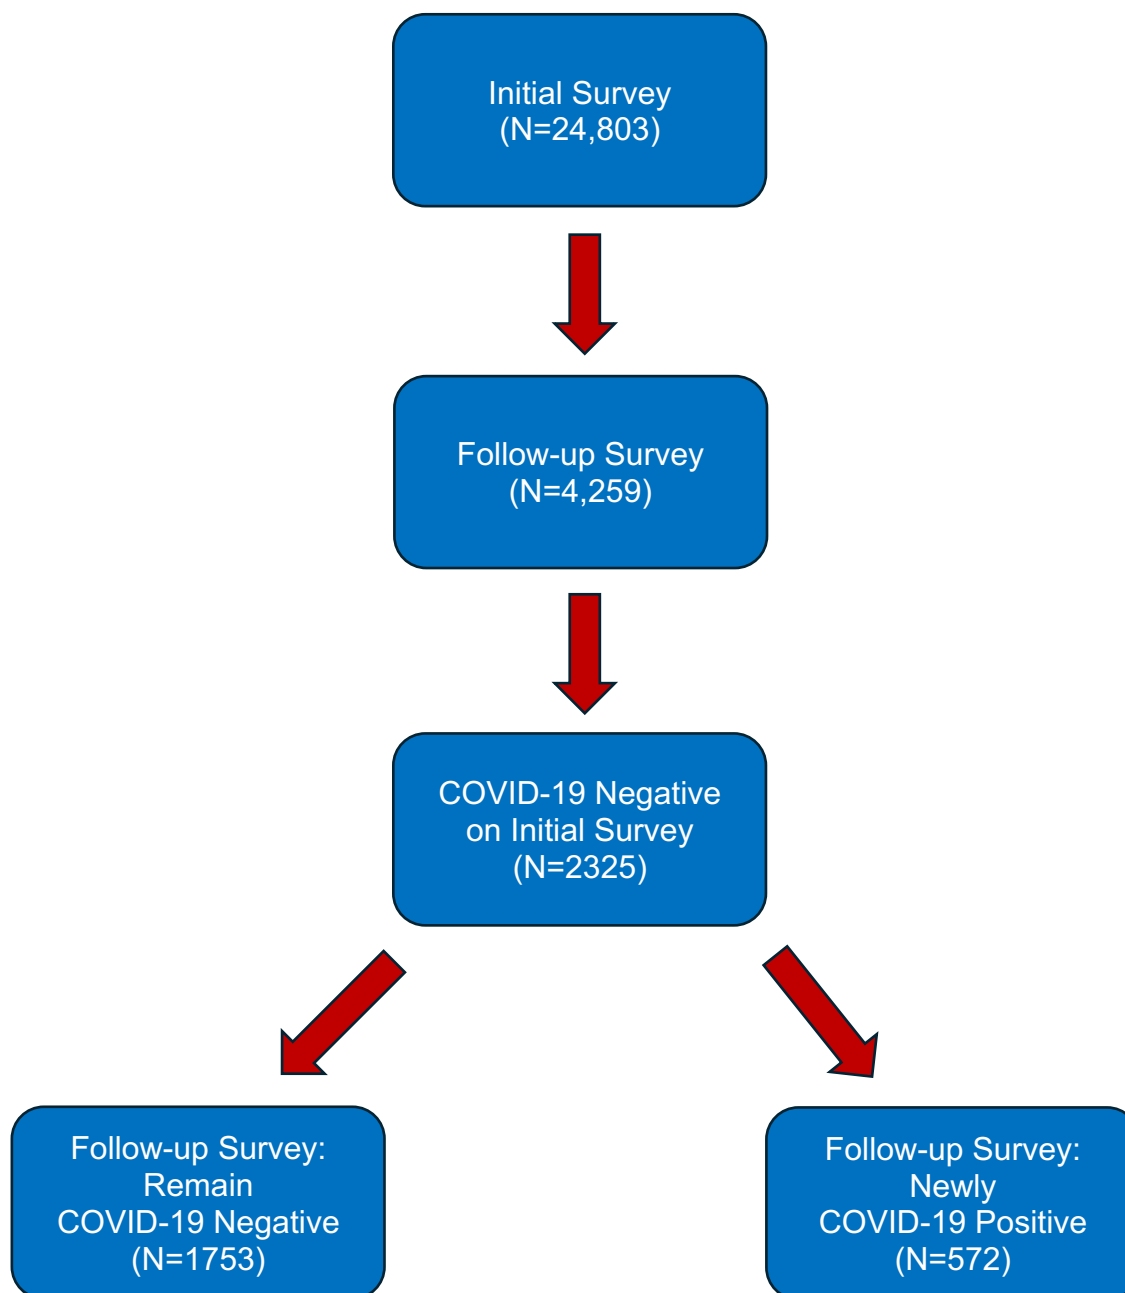 Initial Survey
(N=24,803)
Follow-up Survey
(N=4,259)
COVID-19 Negative
on Initial Survey
(N=2325)
Follow-up Survey:
Remain
COVID-19 Negative
(N=1753)
Follow-up Survey:
Newly
COVID-19 Positive
(N=572)